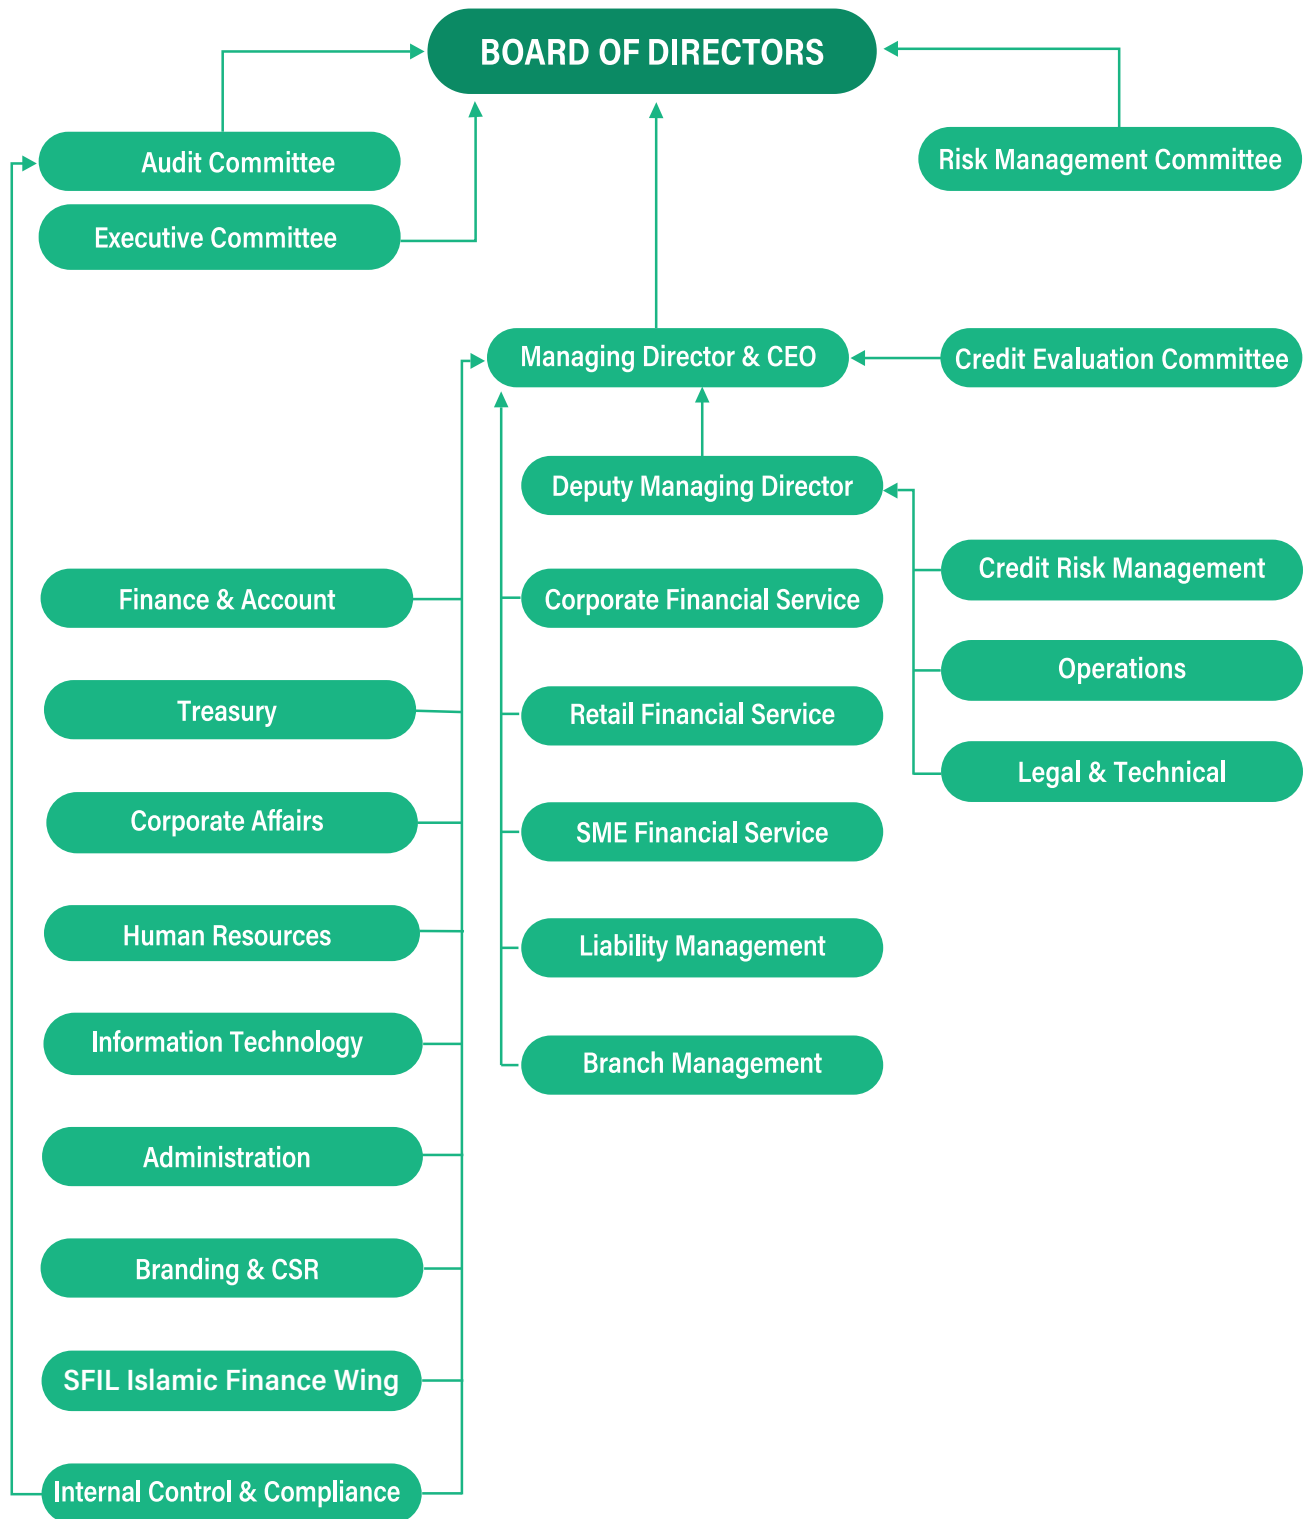 BOARD OF DIRECTORS
Audit Committee
Risk Management Committee
Executive Committee
Managing Director & CEO
Credit Evaluation Committee
Deputy Managing Director
Finance & Account
Corporate Financial Service
Credit Risk Management
Treasury
Retail Financial Service
Operations
Corporate Affairs
SME Financial Service
Legal & Technical
Human Resources
Liability Management
Information Technology
Branch Management
Administration
Branding & CSR
SFIL Islamic Finance Wing
Internal Control & Compliance